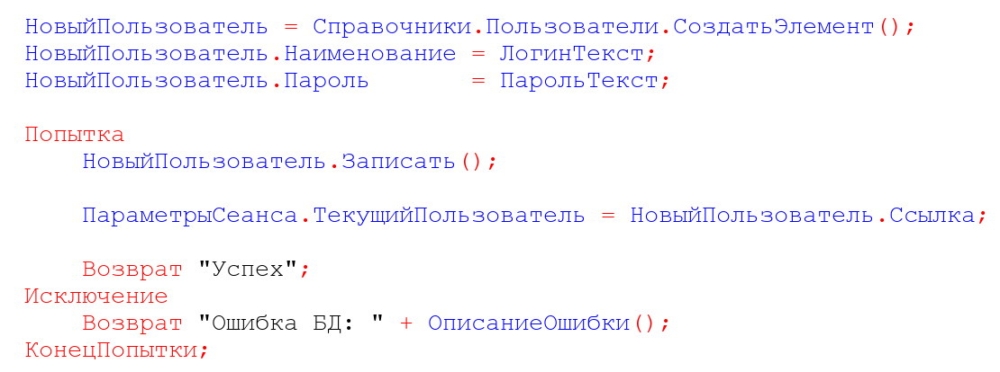 НовыйПользователь = Справочники.Пользователи.СоздатьЭлемент();
НовыйПользователь.Наименование = ЛогинТекст;
НовыйПользователь.Пароль       = ПарольТекст;

Попытка
    НовыйПользователь.Записать();

    ПараметрыСеанса.ТекущийПользователь = НовыйПользователь.Ссылка;

    Возврат "Успех";
Исключение
    Возврат "Ошибка БД: " + ОписаниеОшибки();
КонецПопытки;